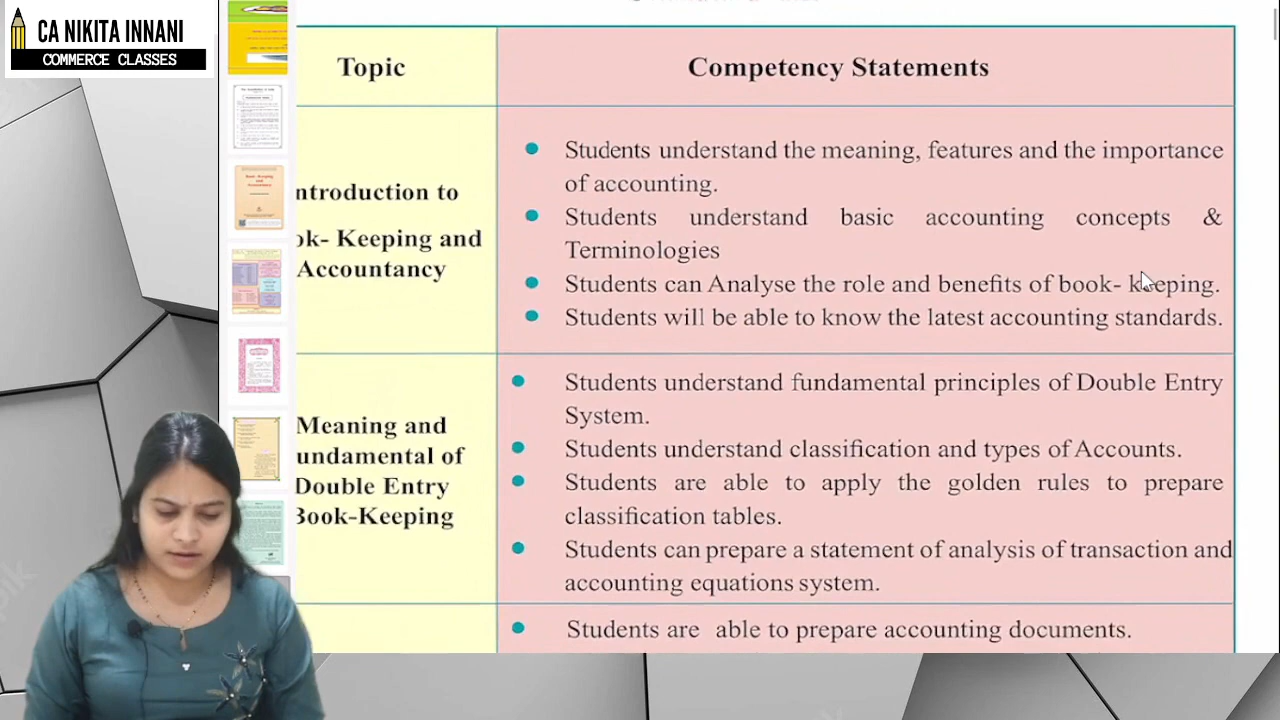 CA NIKITA INNANI
COMMERCE CLASSES
Topic
Competency Statements
ntroduction to
ok- Keeping and
Accountancy
Students understand the meaning, features and the importance
of accounting.
Students understand basic accounting concepts &
Terminologies
Students can Analyse the role and benefits of book- keeping.
Students will be able to know the latest accounting standards.
Meaning and
undamental of
Double Entry
Book-Keeping
Students understand fundamental principles of Double Entry
System.
Students understand classification and types of Accounts.
Students are able to apply the golden rules to prepare
classification tables.
Students can prepare a statement of analysis of transaction and
accounting equations system.
Students are able to prepare accounting documents.